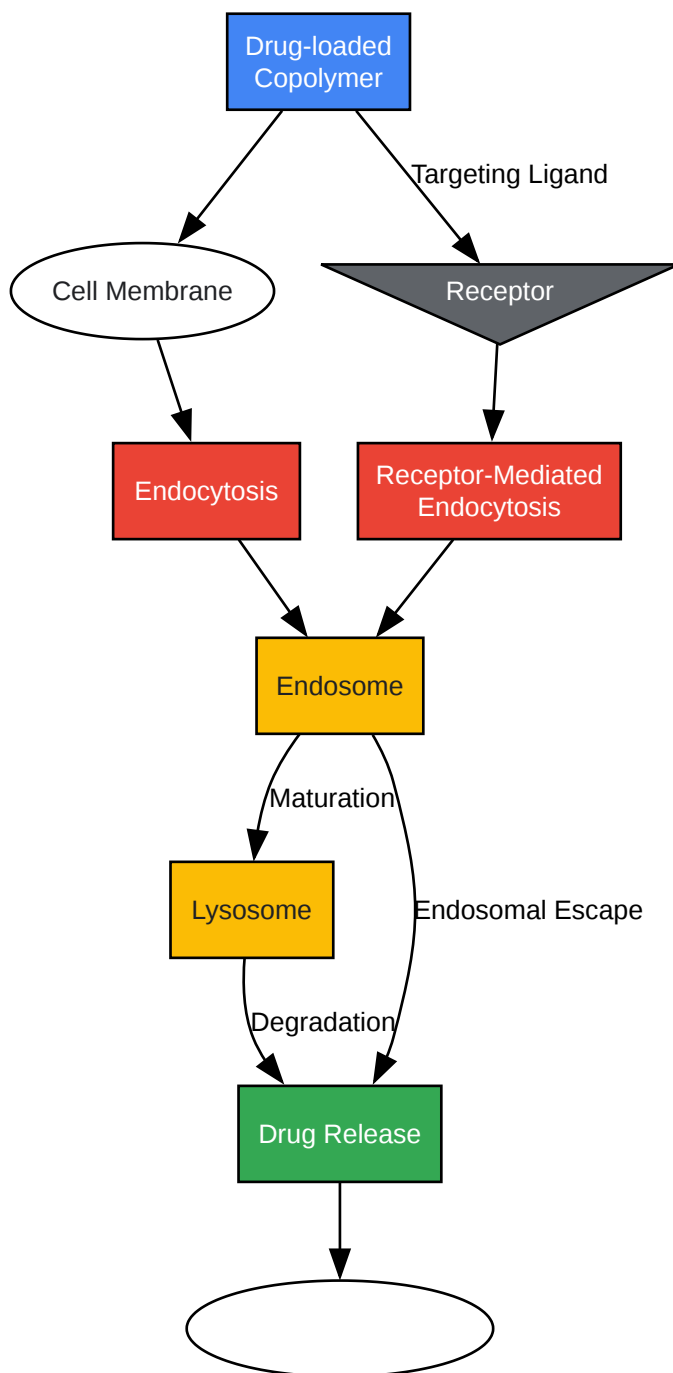 Drug-loaded
Copolymer
Targeting Ligand
Cell Membrane
Receptor
Endocytosis
Receptor-Mediated
Endocytosis
Endosome
Maturation
Lysosome
Endosomal Escape
Degradation
Drug Release